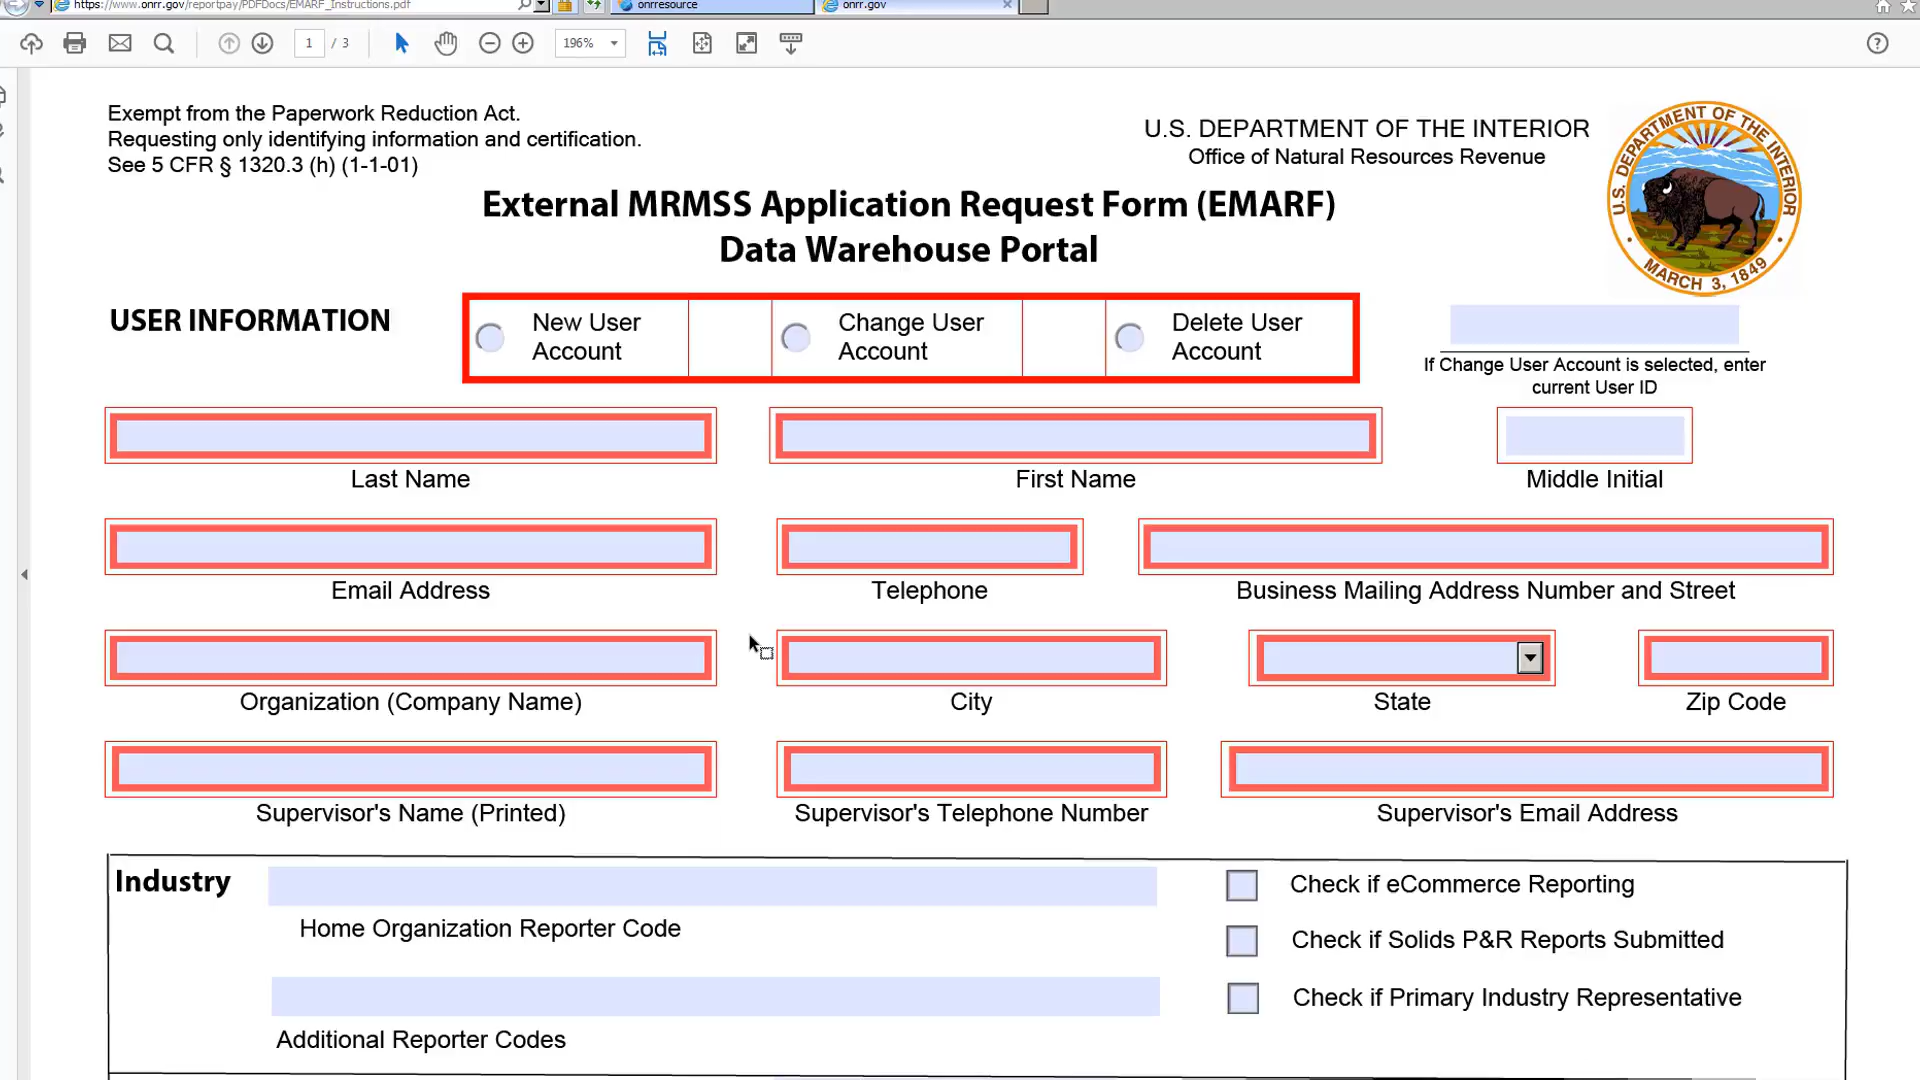 https://www.onrr.gov/reportpay/PDFDocs/EMARF_Instructions.pdf
onrresource
onrr.gov
1 / 3
196%
Exempt from the Paperwork Reduction Act.
Requesting only identifying information and certification.
See 5 CFR § 1320.3 (h) (1-1-01)
U.S. DEPARTMENT OF THE INTERIOR
Office of Natural Resources Revenue
U.S. DEPARTMENT OF THE INTERIOR
MARCH 3, 1849
External MRMSS Application Request Form (EMARF)
Data Warehouse Portal
USER INFORMATION
New User
Account
Change User
Account
Delete User
Account
If Change User Account is selected, enter
current User ID
Last Name
First Name
Middle Initial
Email Address
Telephone
Business Mailing Address Number and Street
Organization (Company Name)
City
State
Zip Code
Supervisor's Name (Printed)
Supervisor's Telephone Number
Supervisor's Email Address
Industry
Home Organization Reporter Code
Additional Reporter Codes
Check if eCommerce Reporting
Check if Solids P&R Reports Submitted
Check if Primary Industry Representative